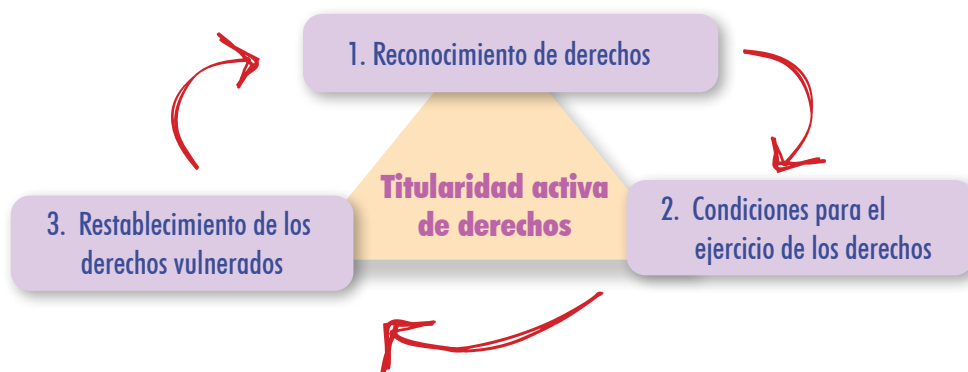 1. Reconocimiento de derechos
Titularidad activa
de derechos
2. Condiciones para el
ejercicio de los derechos
3. Restablecimiento de los
derechos vulnerados